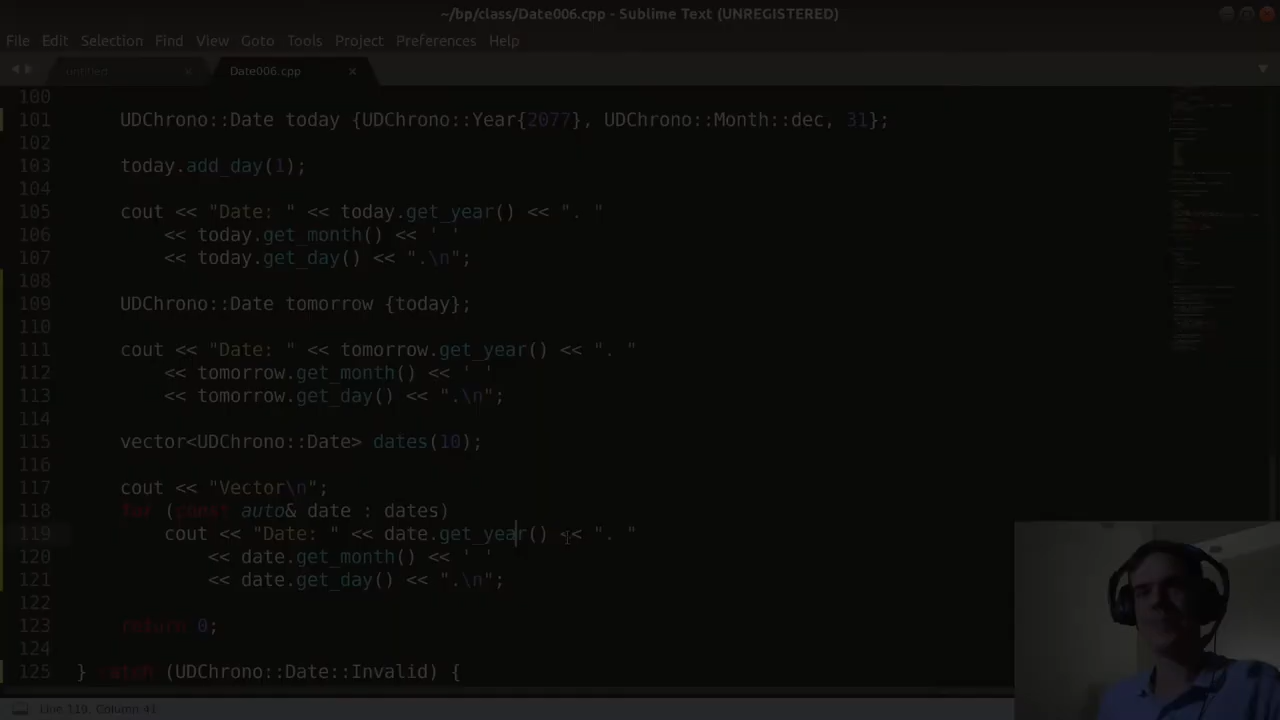 ~/bp/class/Date006.cpp - Sublime Text (UNREGISTERED)
File Edit Selection Find View Goto Tools Project Preferences Help
untitled Date006.cpp
100
101 UDChrono::Date today {UDChrono::Year{2077}, UDChrono::Month::dec, 31};
102
103 today.add_day(1);
104
105 cout << "Date: " << today.get_year() << ". "
106 << today.get_month() << ' '
107 << today.get_day() << ".\n";
108
109 UDChrono::Date tomorrow {today};
110
111 cout << "Date: " << tomorrow.get_year() << ". "
112 << tomorrow.get_month() << ' '
113 << tomorrow.get_day() << ".\n";
114
115 vector<UDChrono::Date> dates(10);
116
117 cout << "Vector\n";
118 for (const auto& date : dates)
119 cout << "Date: " << date.get_year() << ". "
120 << date.get_month() << ' '
121 << date.get_day() << ".\n";
122
123 return 0;
124
125 } catch (UDChrono::Date::Invalid) {
Line 119, Column 41